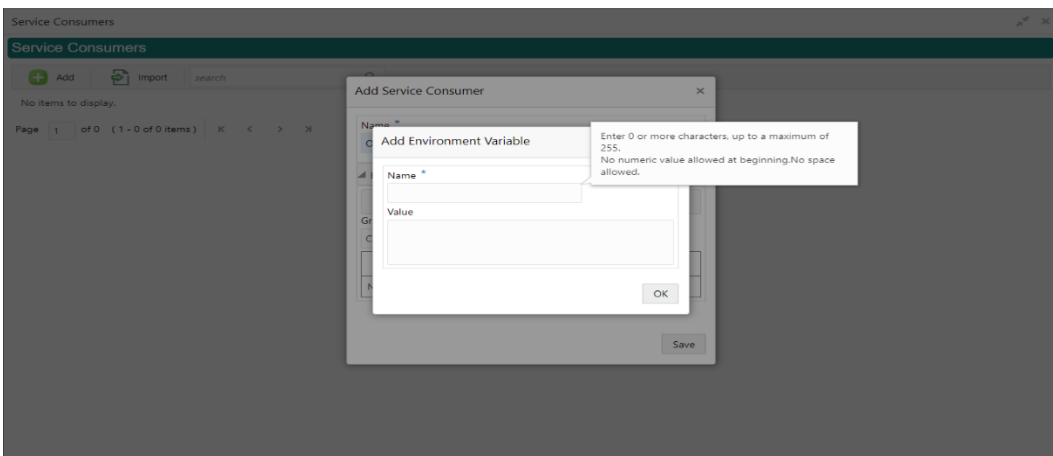 Service Consumers
Service Consumers
Add Import search
No items to display.
Page 1 of 0 (1 - 0 of 0 items) K < > >|
Add Service Consumer ×
Name *
Add Environment Variable
Enter 0 or more characters, up to a maximum of
255.
No numeric value allowed at beginning.No space
allowed.
Name *
Value
Gr
OK
Save